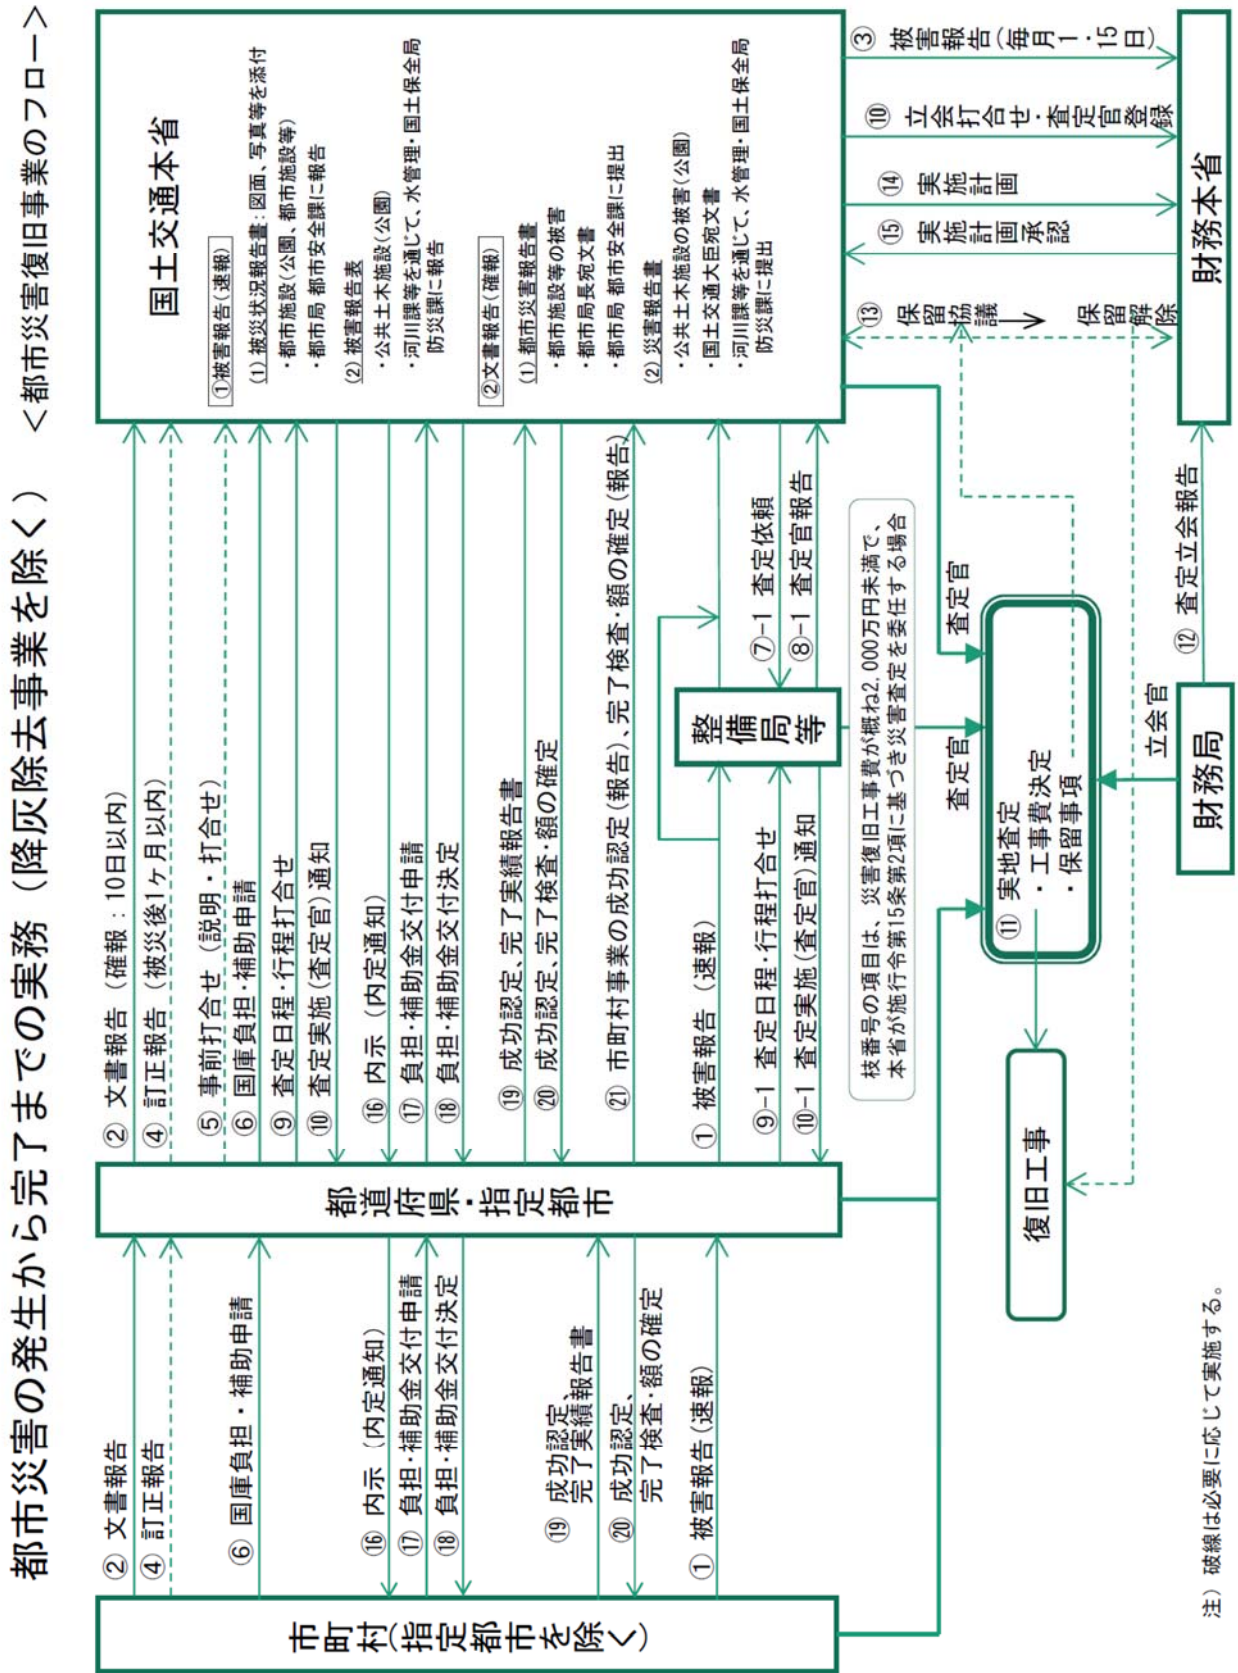 都市災害の発生から完了までの実務(降灰除去事業を除く)
<都市災害復旧事業のフロー>
市町村(指定都市を除く)
② 文書報告
④ 訂正報告
⑥ 国庫負担・補助申請
⑯ 内示(内定通知)
⑰ 負担・補助金交付申請
⑱ 負担・補助金交付決定
⑲ 成功認定、
完了実績報告書
⑳ 成功認定、
完了検査・額の確定
① 被害報告(速報)
都道府県・指定都市
② 文書報告(確報:10日以内)
④ 訂正報告(被災後1ヶ月以内)
⑤ 事前打合せ(説明・打合せ)
⑥ 国庫負担・補助申請
⑨ 査定日程・行程打合せ
⑩ 査定実施(査定官)通知
⑯ 内示(内定通知)
⑰ 負担・補助金交付申請
⑱ 負担・補助金交付決定
⑲ 成功認定、完了実績報告書
⑳ 成功認定、完了検査・額の確定
㉑ 市町村事業の成功認定(報告)、完了検査・額の確定(報告)
① 被害報告(速報)
⑨-1 査定日程・行程打合せ
⑩-1 査定実施(査定官)通知
整備局等
⑦-1 査定依頼
⑧-1 査定官報告
国土交通本省
①被害報告(速報)
(1)被災状況報告書:図面、写真等を添付
・都市施設(公園、都市施設等)
・都市局 都市安全課に報告
(2)被害報告表
・公共土木施設(公園)
・河川課等を通じて、水管理・国土保全局
防災課に報告
②文書報告(確報)
(1)都市災害報告書
・都市施設等の被害
・都市局長宛文書
・都市局 都市安全課に提出
(2)災害報告書
・公共土木施設の被害(公園)
・国土交通大臣宛文書
・河川課等を通じて、水管理・国土保全局
防災課に提出
枝番号の項目は、災害復旧工事費が概ね2,000万円未満で、
本省が施行令第15条第2項に基づき災害査定を委任する場合
③ 被害報告(毎月1・15日)
⑩ 立会打合せ・査定官登録
⑭ 実施計画
⑮ 実施計画承認
⑬ 保留協議 → 保留解除
財務本省
査定官
査定官
⑪ 実地査定
・工事費決定
・保留事項
復旧工事
立会官
財務局
⑫ 査定立会報告
注)破線は必要に応じて実施する。